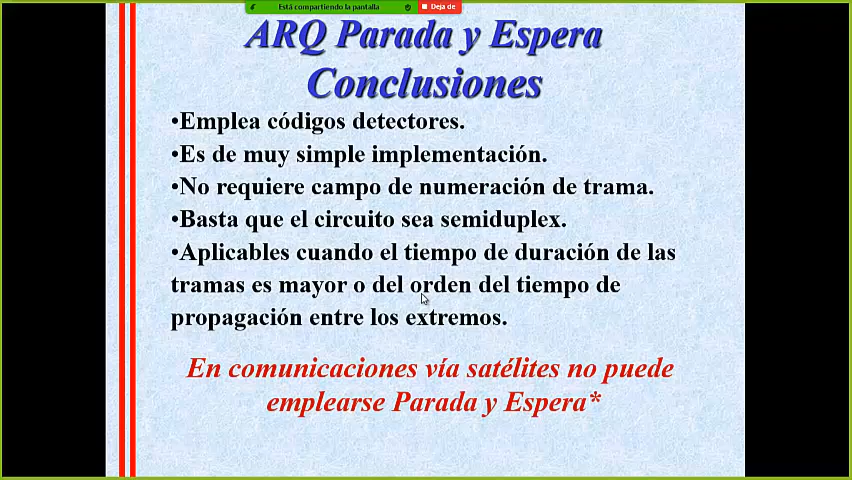 Está compartiendo la pantalla
Deja de
ARQ Parada y Espera
Conclusiones
•Emplea códigos detectores.
•Es de muy simple implementación.
•No requiere campo de numeración de trama.
•Basta que el circuito sea semiduplex.
•Aplicables cuando el tiempo de duración de las
tramas es mayor o del orden del tiempo de
propagación entre los extremos.
En comunicaciones vía satélites no puede
emplearse Parada y Espera*